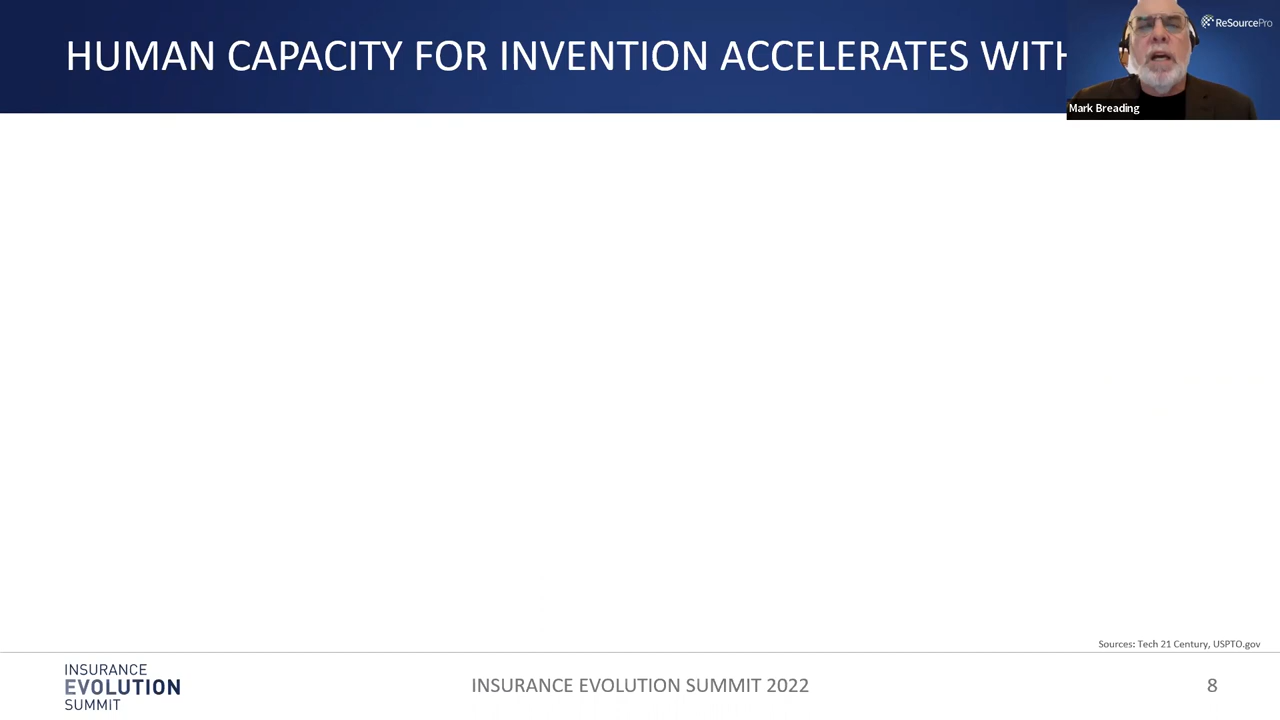 HUMAN CAPACITY FOR INVENTION ACCELERATES WITH
ReSourcePro
Mark Breading
Sources: Tech 21 Century, USPTO.gov
INSURANCE
EVOLUTION
SUMMIT
INSURANCE EVOLUTION SUMMIT 2022
8